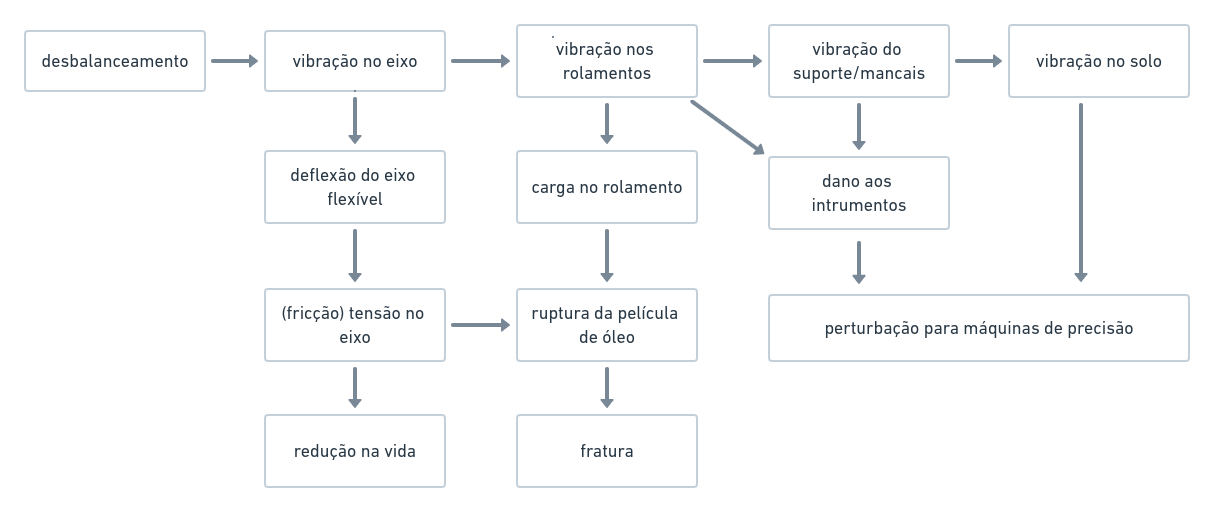 desbalanceamento
vibração no eixo
vibração nos
rolamentos
vibração do
suporte/mancais
vibração no solo
deflexão do eixo
flexível
carga no rolamento
dano aos
intrumentos
(fricção) tensão no
eixo
ruptura da película
de óleo
perturbação para máquinas de precisão
redução na vida
fratura